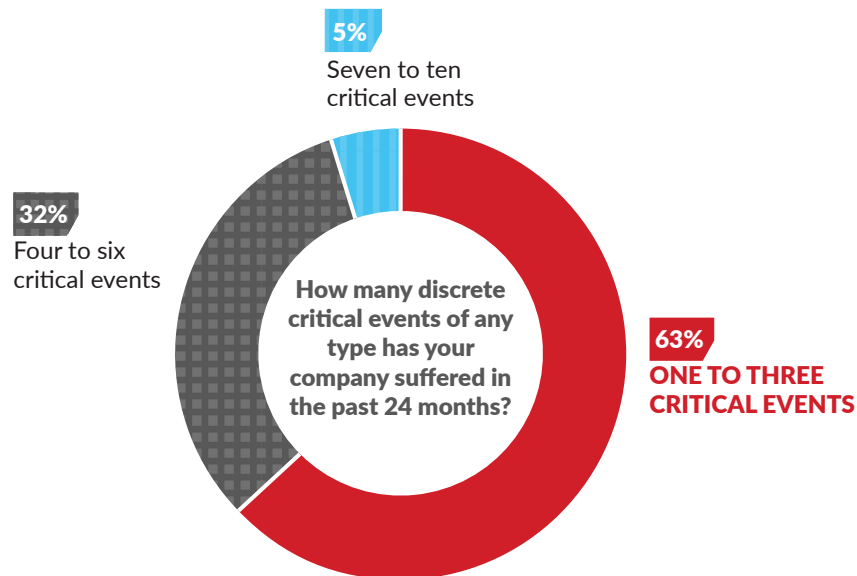 5%
Seven to ten
critical events
32%
Four to six
critical events
How many discrete
critical events of any
type has your
company suffered in
the past 24 months?
63%
ONE TO THREE
CRITICAL EVENTS